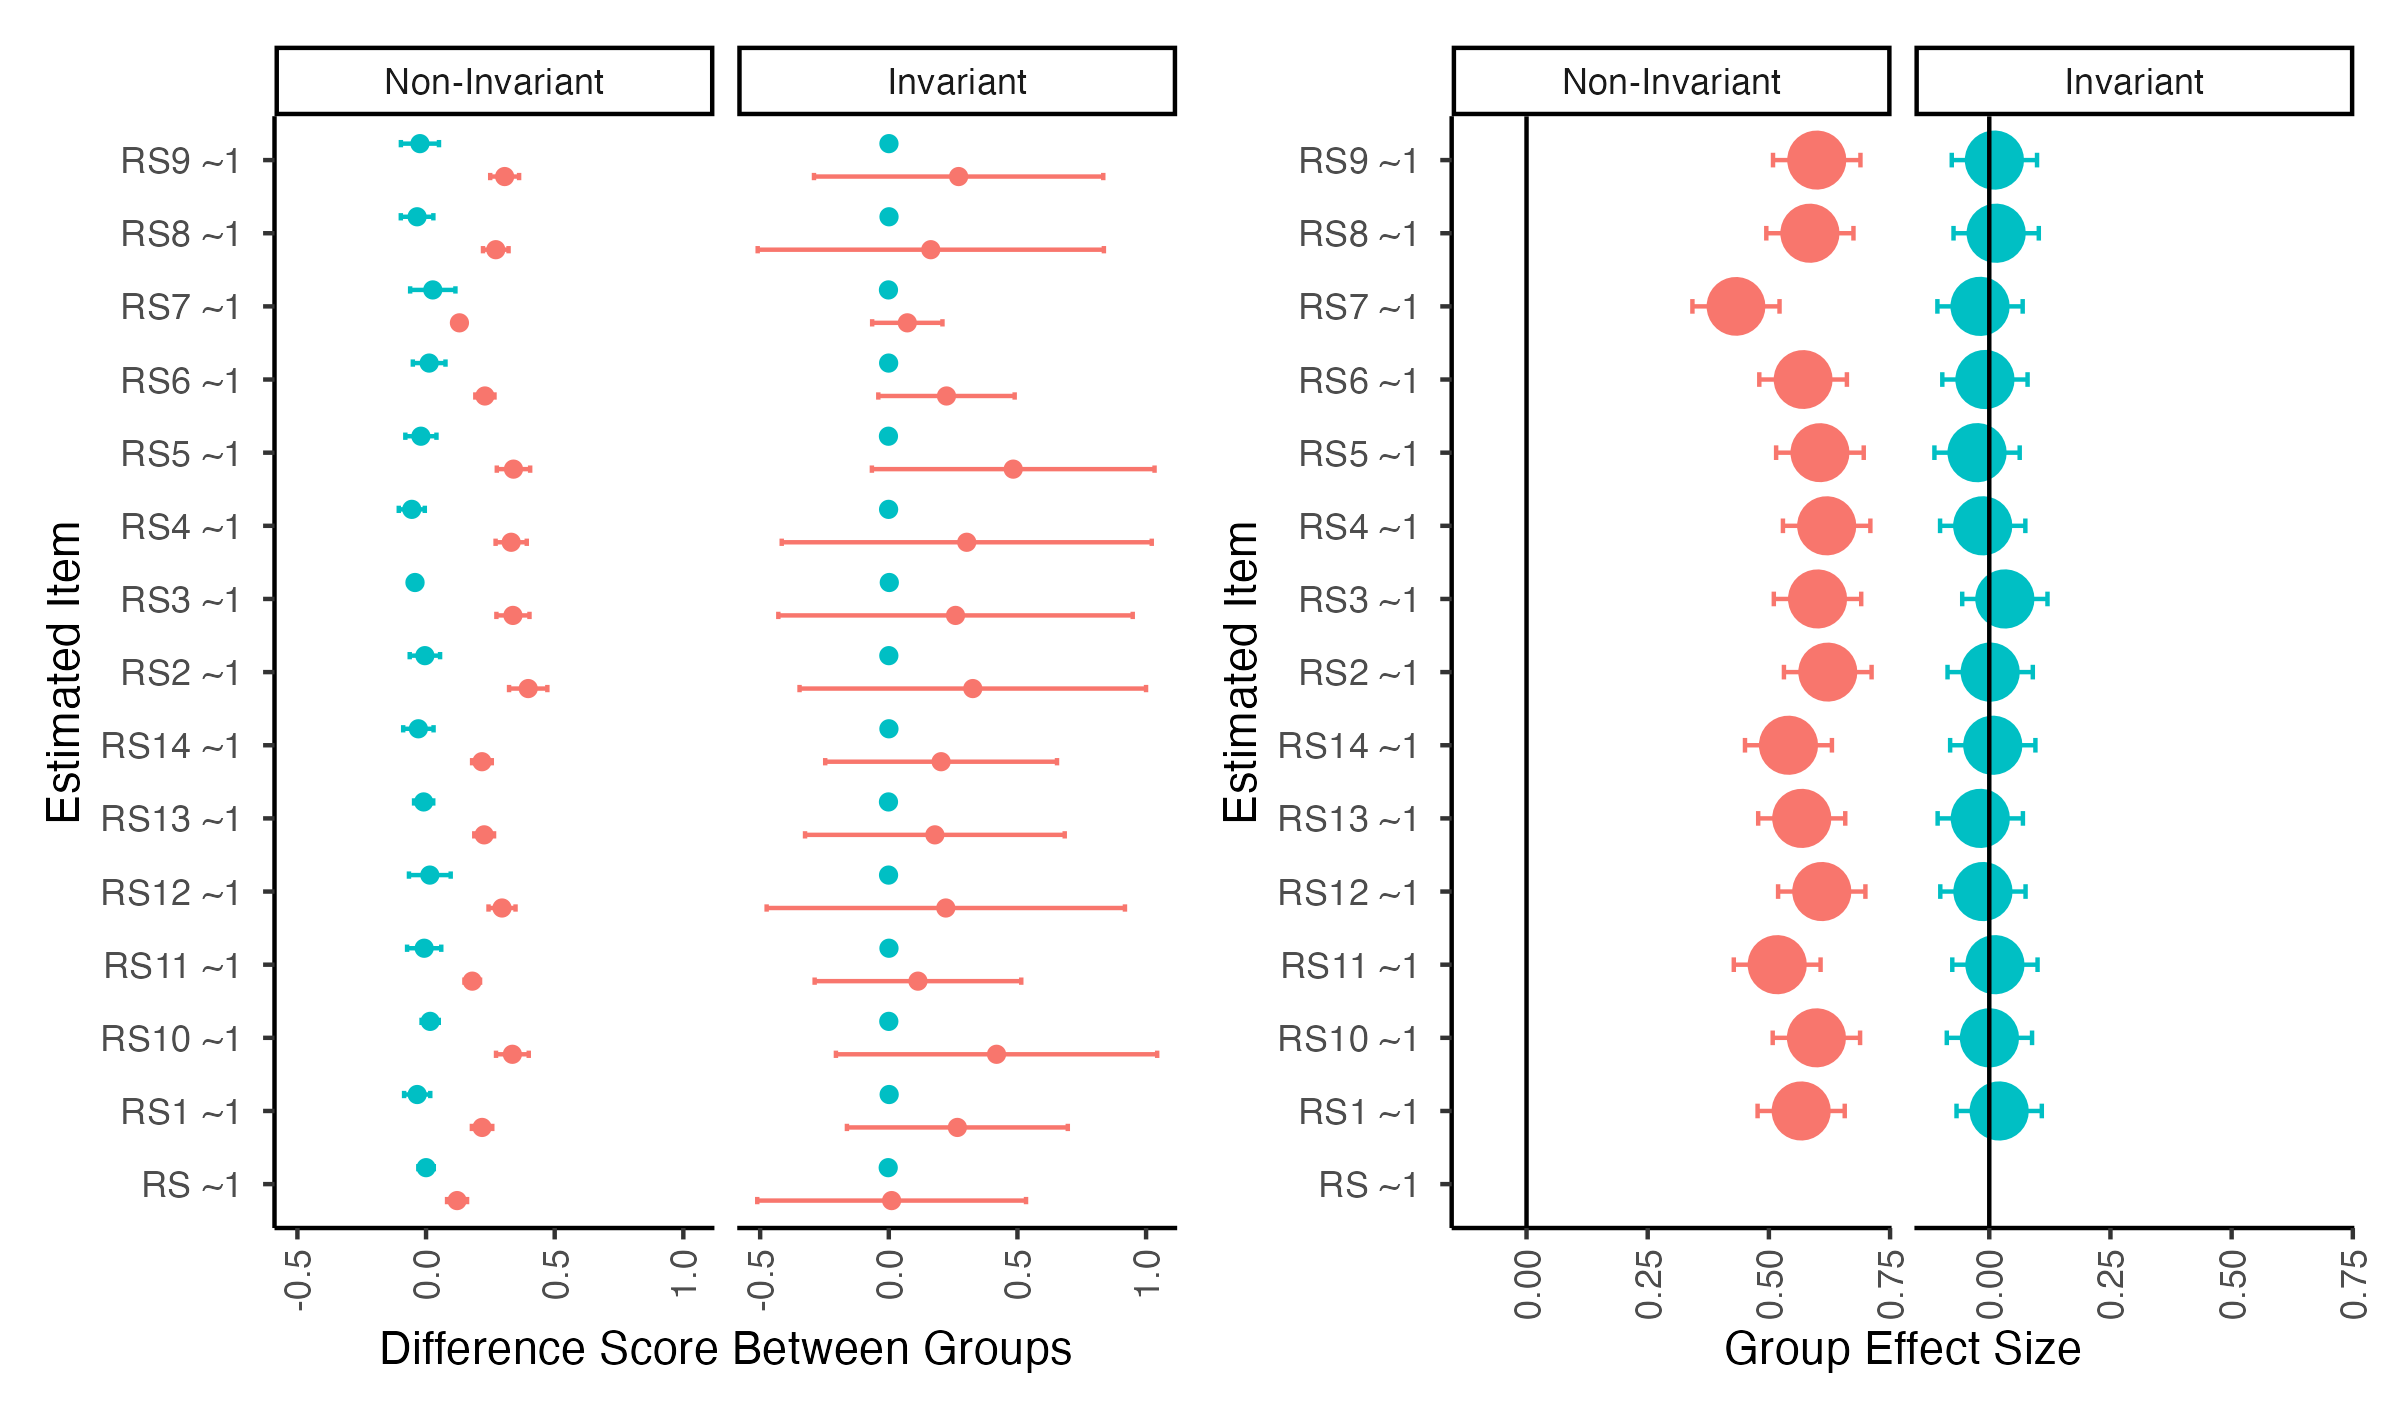 Non-Invariant
Invariant
Estimated Item
RS9 ~1
RS8 ~1
RS7 ~1
RS6 ~1
RS5 ~1
RS4 ~1
RS3 ~1
RS2 ~1
RS14 ~1
RS13 ~1
RS12 ~1
RS11 ~1
RS10 ~1
RS1 ~1
RS ~1
-0.5
0.0
0.5
1.0
-0.5
0.0
0.5
1.0
Difference Score Between Groups
Non-Invariant
Invariant
Estimated Item
RS9 ~1
RS8 ~1
RS7 ~1
RS6 ~1
RS5 ~1
RS4 ~1
RS3 ~1
RS2 ~1
RS14 ~1
RS13 ~1
RS12 ~1
RS11 ~1
RS10 ~1
RS1 ~1
RS ~1
0.00
0.25
0.50
0.75
0.00
0.25
0.50
0.75
Group Effect Size